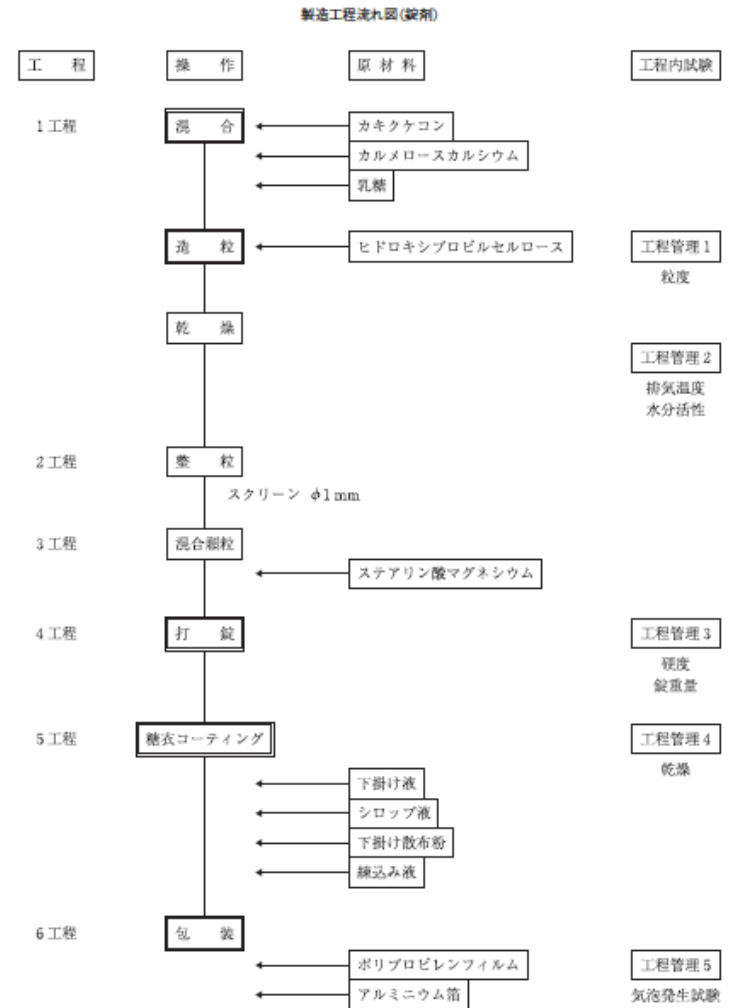 製造工程流れ図(錠剤)
工程 操作 原材料 工程内試験
1工程 混合 カキクケコン
カルメロースカルシウム
乳糖
造粒 ヒドロキシプロピルセルロース 工程管理1
粒度
乾燥
工程管理2
排気温度
水分活性
2工程 整粒
スクリーン φ1mm
3工程 混合顆粒
ステアリン酸マグネシウム
4工程 打錠 工程管理3
硬度
錠重量
5工程 糖衣コーティング 工程管理4
乾燥
下掛け液
シロップ液
下掛け散布粉
練込み液
6工程 包装
ポリプロピレンフィルム 工程管理5
アルミニウム箔 気泡発生試験